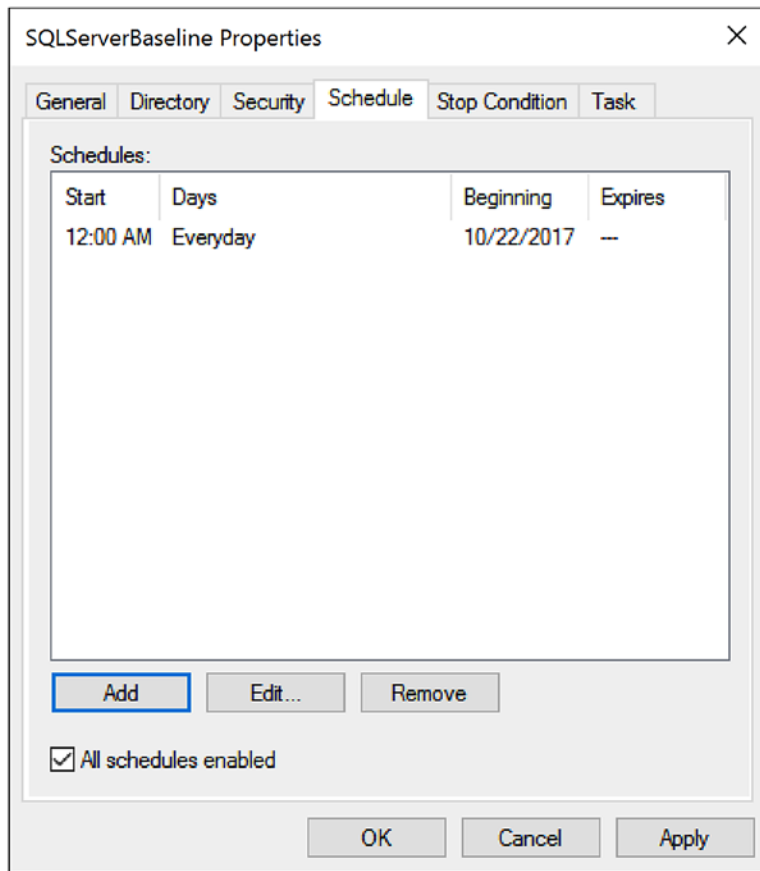 SQLServerBaseline Properties
General Directory Security Schedule Stop Condition Task
Schedules:
Start Days Beginning Expires
12:00 AM Everyday 10/22/2017 ---
Add Edit... Remove
All schedules enabled
OK Cancel Apply